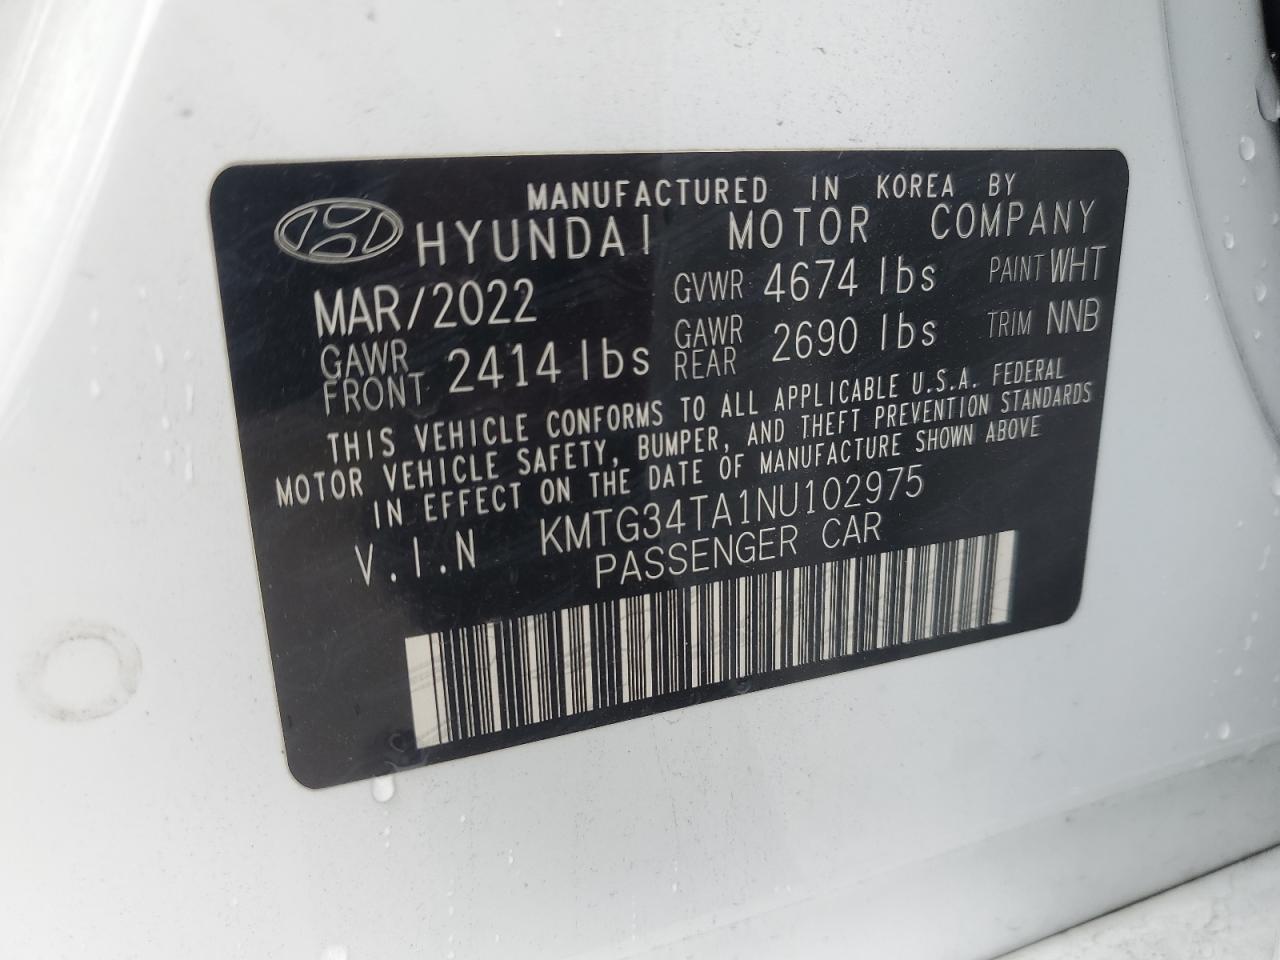 MANUFACTURED IN KOREA BY
HYUNDAI MOTOR COMPANY
MAR/2022 GVWR 4674 lbs PAINT WHT
GAWR FRONT 2414 lbs GAWR REAR 2690 lbs TRIM NNB
THIS VEHICLE CONFORMS TO ALL APPLICABLE U.S.A. FEDERAL
MOTOR VEHICLE SAFETY, BUMPER, AND THEFT PREVENTION STANDARDS
IN EFFECT ON THE DATE OF MANUFACTURE SHOWN ABOVE
V.I.N KMTG34TA1NU102975
PASSENGER CAR